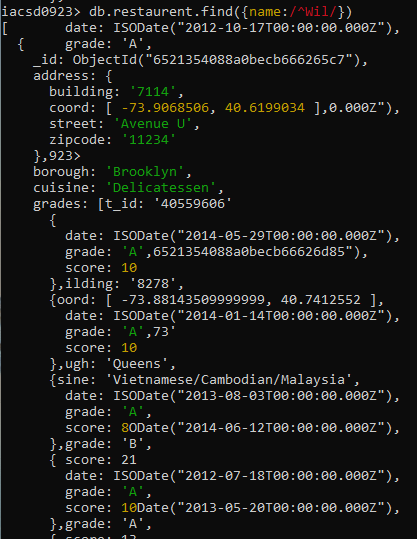 iacsd0923> db.restaurent.find({name:/^Wil/})
[       date: ISODate("2012-10-17T00:00:00.000Z"),
  {     grade: 'A',
    _id: ObjectId("6521354088a0becb666265c7"),
    address: {
      building: '7114',
      coord: [ -73.9068506, 40.6199034 ],0.000Z"),
      street: 'Avenue U',
      zipcode: '11234'
    },923>
    borough: 'Brooklyn',
    cuisine: 'Delicatessen',
    grades: [t_id: '40559606'
      {
        date: ISODate("2014-05-29T00:00:00.000Z"),
        grade: 'A',6521354088a0becb66626d85"),
        score: 10
      },ilding: '8278',
      {oord: [ -73.88143509999999, 40.7412552 ],
        date: ISODate("2014-01-14T00:00:00.000Z"),
        grade: 'A',73'
        score: 10
      },ugh: 'Queens',
      {sine: 'Vietnamese/Cambodian/Malaysia',
        date: ISODate("2013-08-03T00:00:00.000Z"),
        grade: 'A',
        score: 8ODate("2014-06-12T00:00:00.000Z"),
      },grade: 'B',
      { score: 21
        date: ISODate("2012-07-18T00:00:00.000Z"),
        grade: 'A',
        score: 10Date("2013-05-20T00:00:00.000Z"),
      },grade: 'A',
      { score: 13